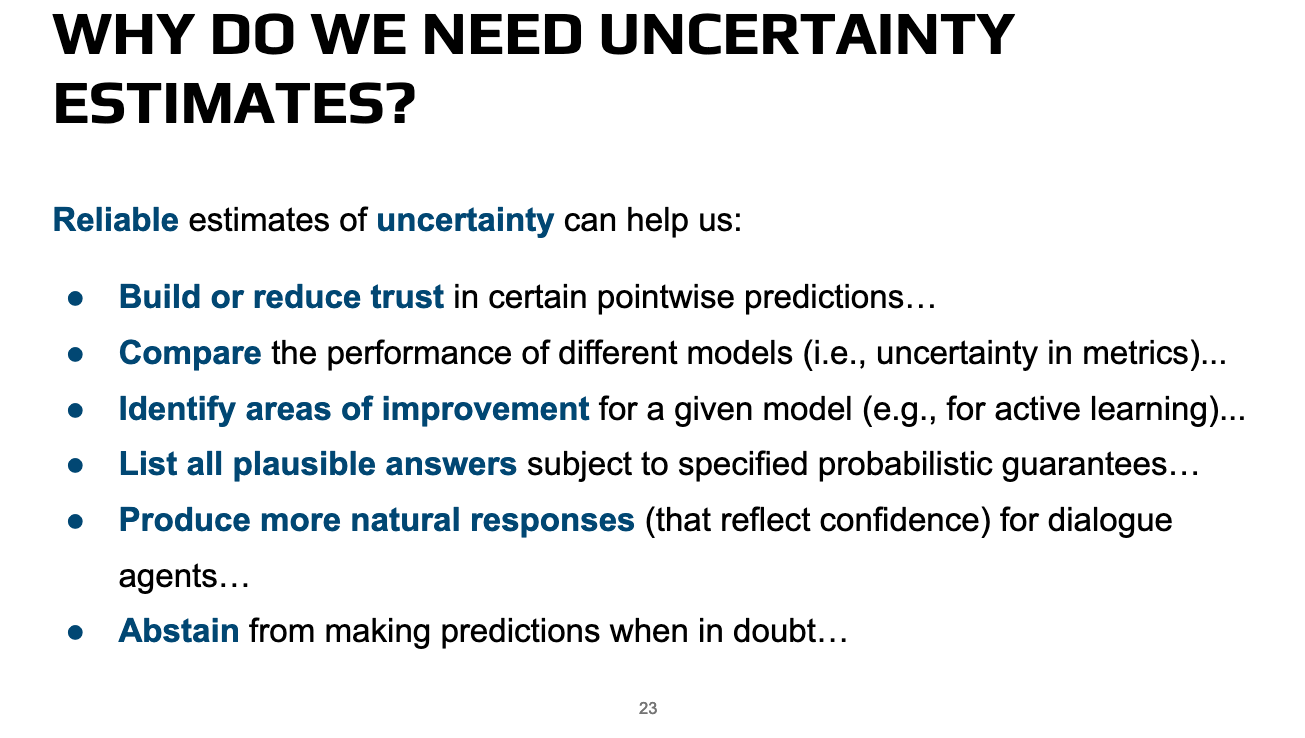 WHY DO WE NEED UNCERTAINTY
ESTIMATES?
Reliable estimates of uncertainty can help us:
● Build or reduce trust in certain pointwise predictions…
● Compare the performance of different models (i.e., uncertainty in metrics)...
● Identify areas of improvement for a given model (e.g., for active learning)...
● List all plausible answers subject to specified probabilistic guarantees…
● Produce more natural responses (that reflect confidence) for dialogue
agents…
● Abstain from making predictions when in doubt…
23